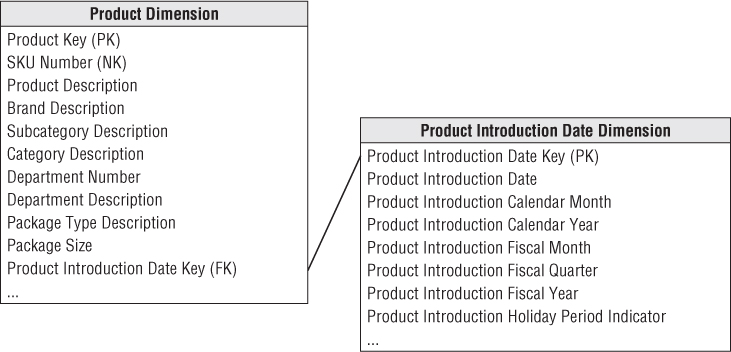 Product Dimension
Product Key (PK)
SKU Number (NK)
Product Description
Brand Description
Subcategory Description
Category Description
Department Number
Department Description
Package Type Description
Package Size
Product Introduction Date Key (FK)
...
Product Introduction Date Dimension
Product Introduction Date Key (PK)
Product Introduction Date
Product Introduction Calendar Month
Product Introduction Calendar Year
Product Introduction Fiscal Month
Product Introduction Fiscal Quarter
Product Introduction Fiscal Year
Product Introduction Holiday Period Indicator
...